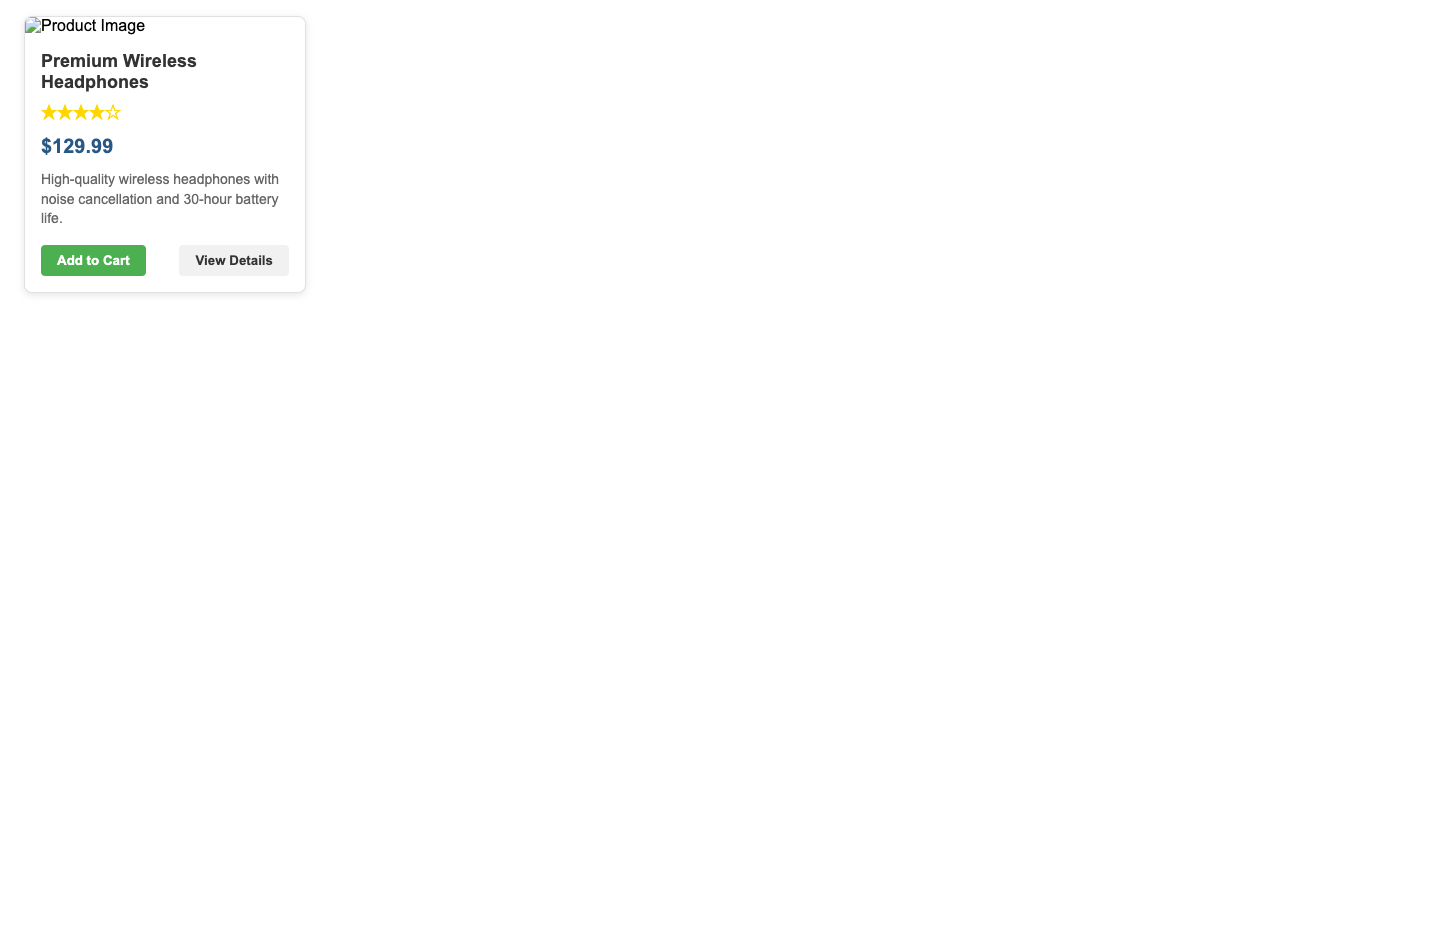 Product Image
Premium Wireless
Headphones
★★★★☆
$129.99
High-quality wireless headphones with
noise cancellation and 30-hour battery
life.
Add to Cart
View Details